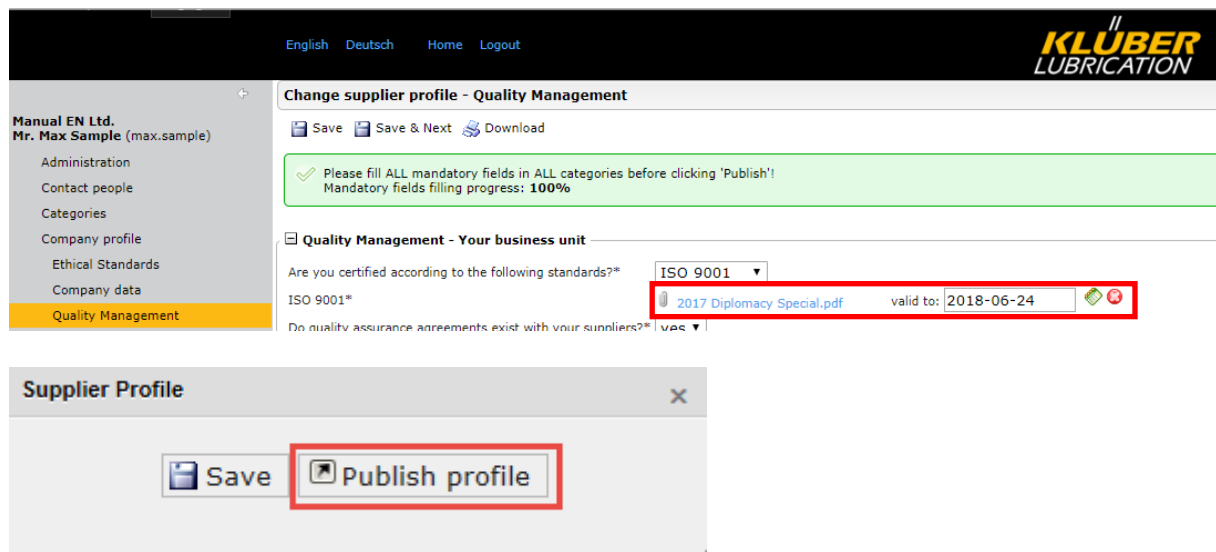 English Deutsch Home Logout
KLÜBER
LUBRICATION
Change supplier profile - Quality Management
Manual EN Ltd.
Mr. Max Sample (max.sample)
Save Save & Next Download
Administration
Contact people
Categories
Company profile
Ethical Standards
Company data
Quality Management
Please fill ALL mandatory fields in ALL categories before clicking 'Publish'!
Mandatory fields filling progress: 100%
Quality Management - Your business unit
Are you certified according to the following standards?* ISO 9001
ISO 9001* 2017 Diplomacy Special.pdf valid to: 2018-06-24
Do quality assurance agreements exist with your suppliers?* yes
Supplier Profile
Save Publish profile